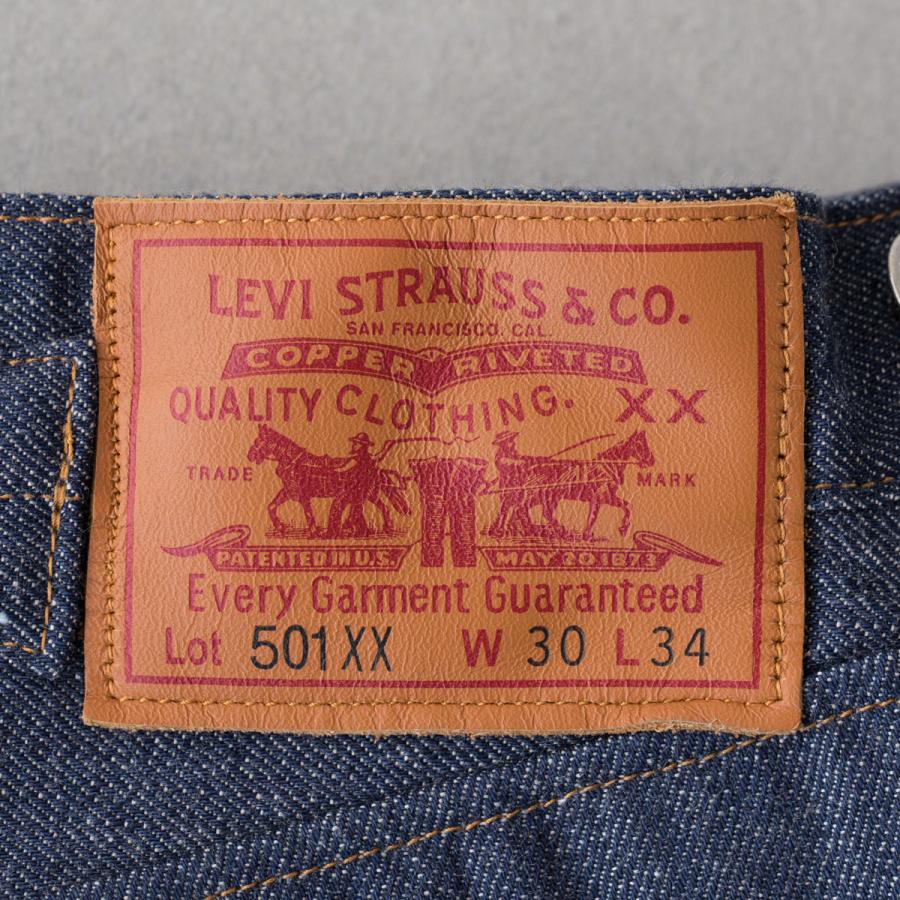 LEVI STRAUSS & CO.
SAN FRANCISCO, CAL.
COPPER RIVETED
QUALITY CLOTHING. XX
TRADE MARK
PATENTED IN U.S. MAY 20 1873
Every Garment Guaranteed
Lot 501XX W 30 L 34